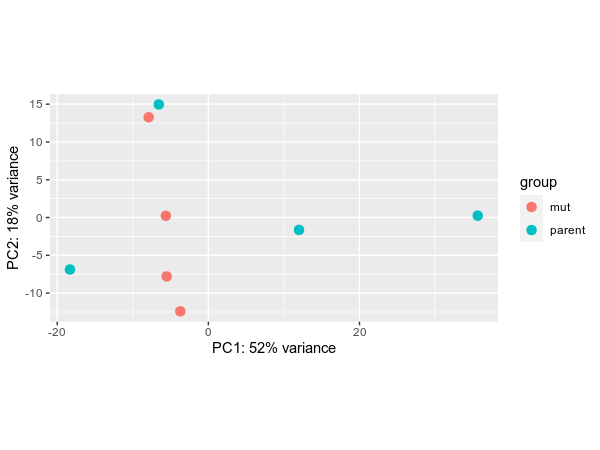 15
10
5
0
-5
-10
PC2: 18% variance
-20 0 20
PC1: 52% variance
group
mut
parent